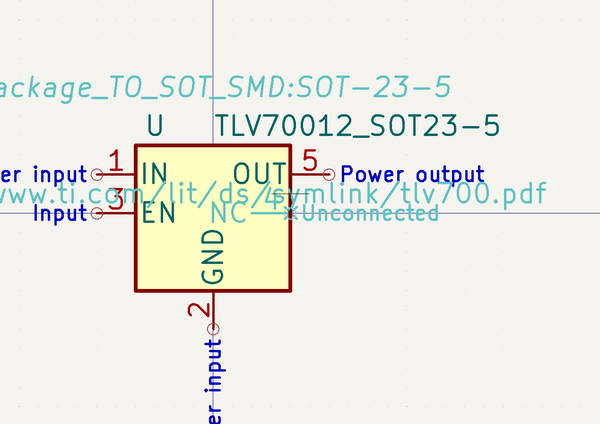 ackage_TO_SOT_SMD:SOT-23-5
U TLV70012_SOT23-5
er input 1 IN OUT 5 Power output
www.ti.com/lit/ds/symlink/tlv700.pdf
Input 3 EN NC 4 Unconnected
GND
2
er input